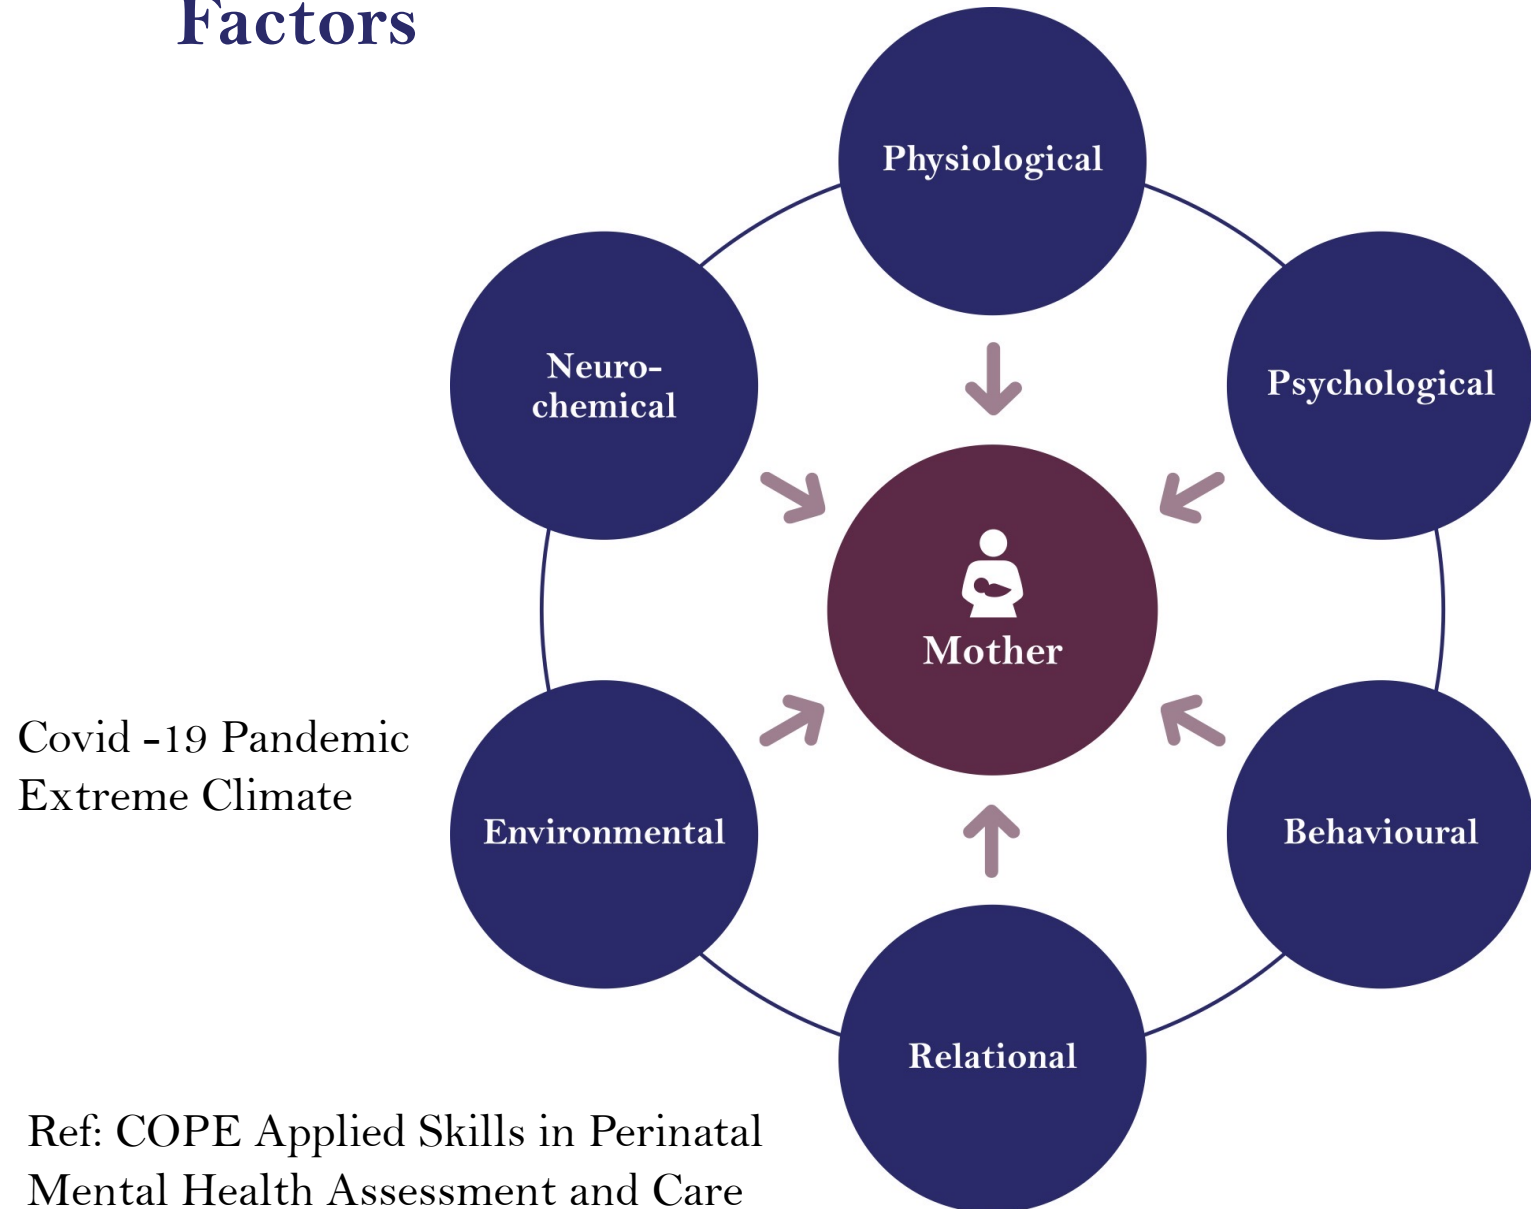 Factors
Physiological
Neuro-
chemical
Psychological
Mother
Covid -19 Pandemic
Extreme Climate
Environmental
Behavioural
Relational
Ref: COPE Applied Skills in Perinatal
Mental Health Assessment and Care